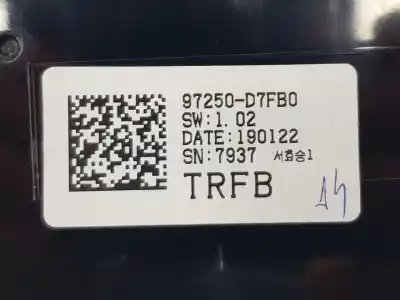 97250-D7FB0
SW:1.02
DATE:190122
SN:7937 서효승1
TRFB